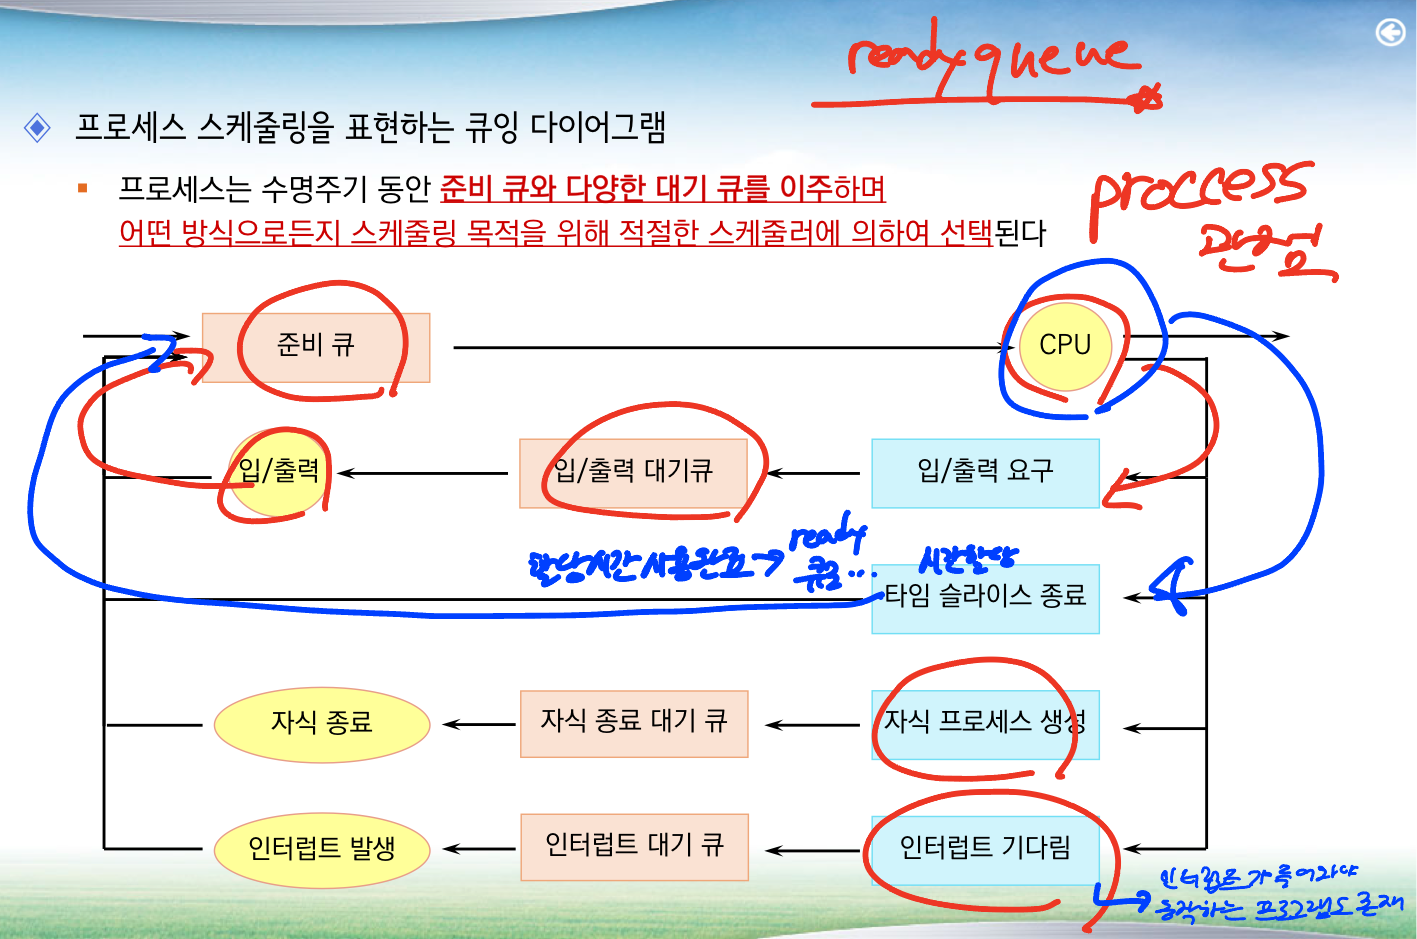 ready queue
프로세스 스케줄링을 표현하는 큐잉 다이어그램
프로세스는 수명주기 동안 준비 큐와 다양한 대기 큐를 이주하며
어떤 방식으로든지 스케줄링 목적을 위해 적절한 스케줄러에 의하여 선택된다
proccess
관점
준비 큐
CPU
입/출력
입/출력 대기큐
입/출력 요구
할당시간 사용완료 → ready
큐로...
시간할당
타임 슬라이스 종료
자식 종료
자식 종료 대기 큐
자식 프로세스 생성
인터럽트 발생
인터럽트 대기 큐
인터럽트 기다림
인터럽트가 들어와야
동작하는 프로그램도 존재